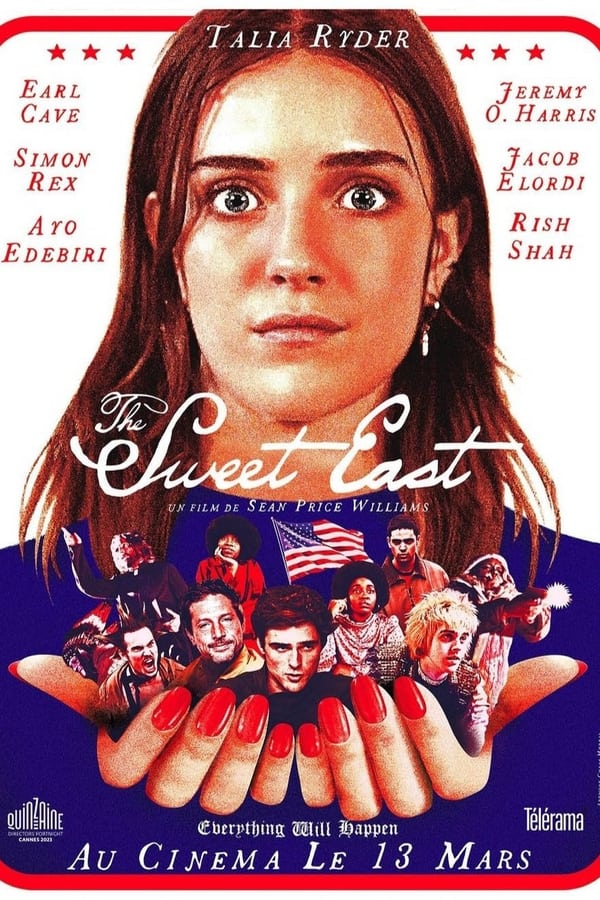 TALIA RYDER
EARL
CAVE
JEREMY
O. HARRIS
SIMON
REX
JACOB
ELORDI
AYO
EDEBIRI
RISH
SHAH
The Sweet East
UN FILM DE SEAN PRICE WILLIAMS
QUINZAINE
DIRECTORS FORTNIGHT
CANNES 2023
Everything Will Happen
Télérama
AU CINEMA LE 13 MARS